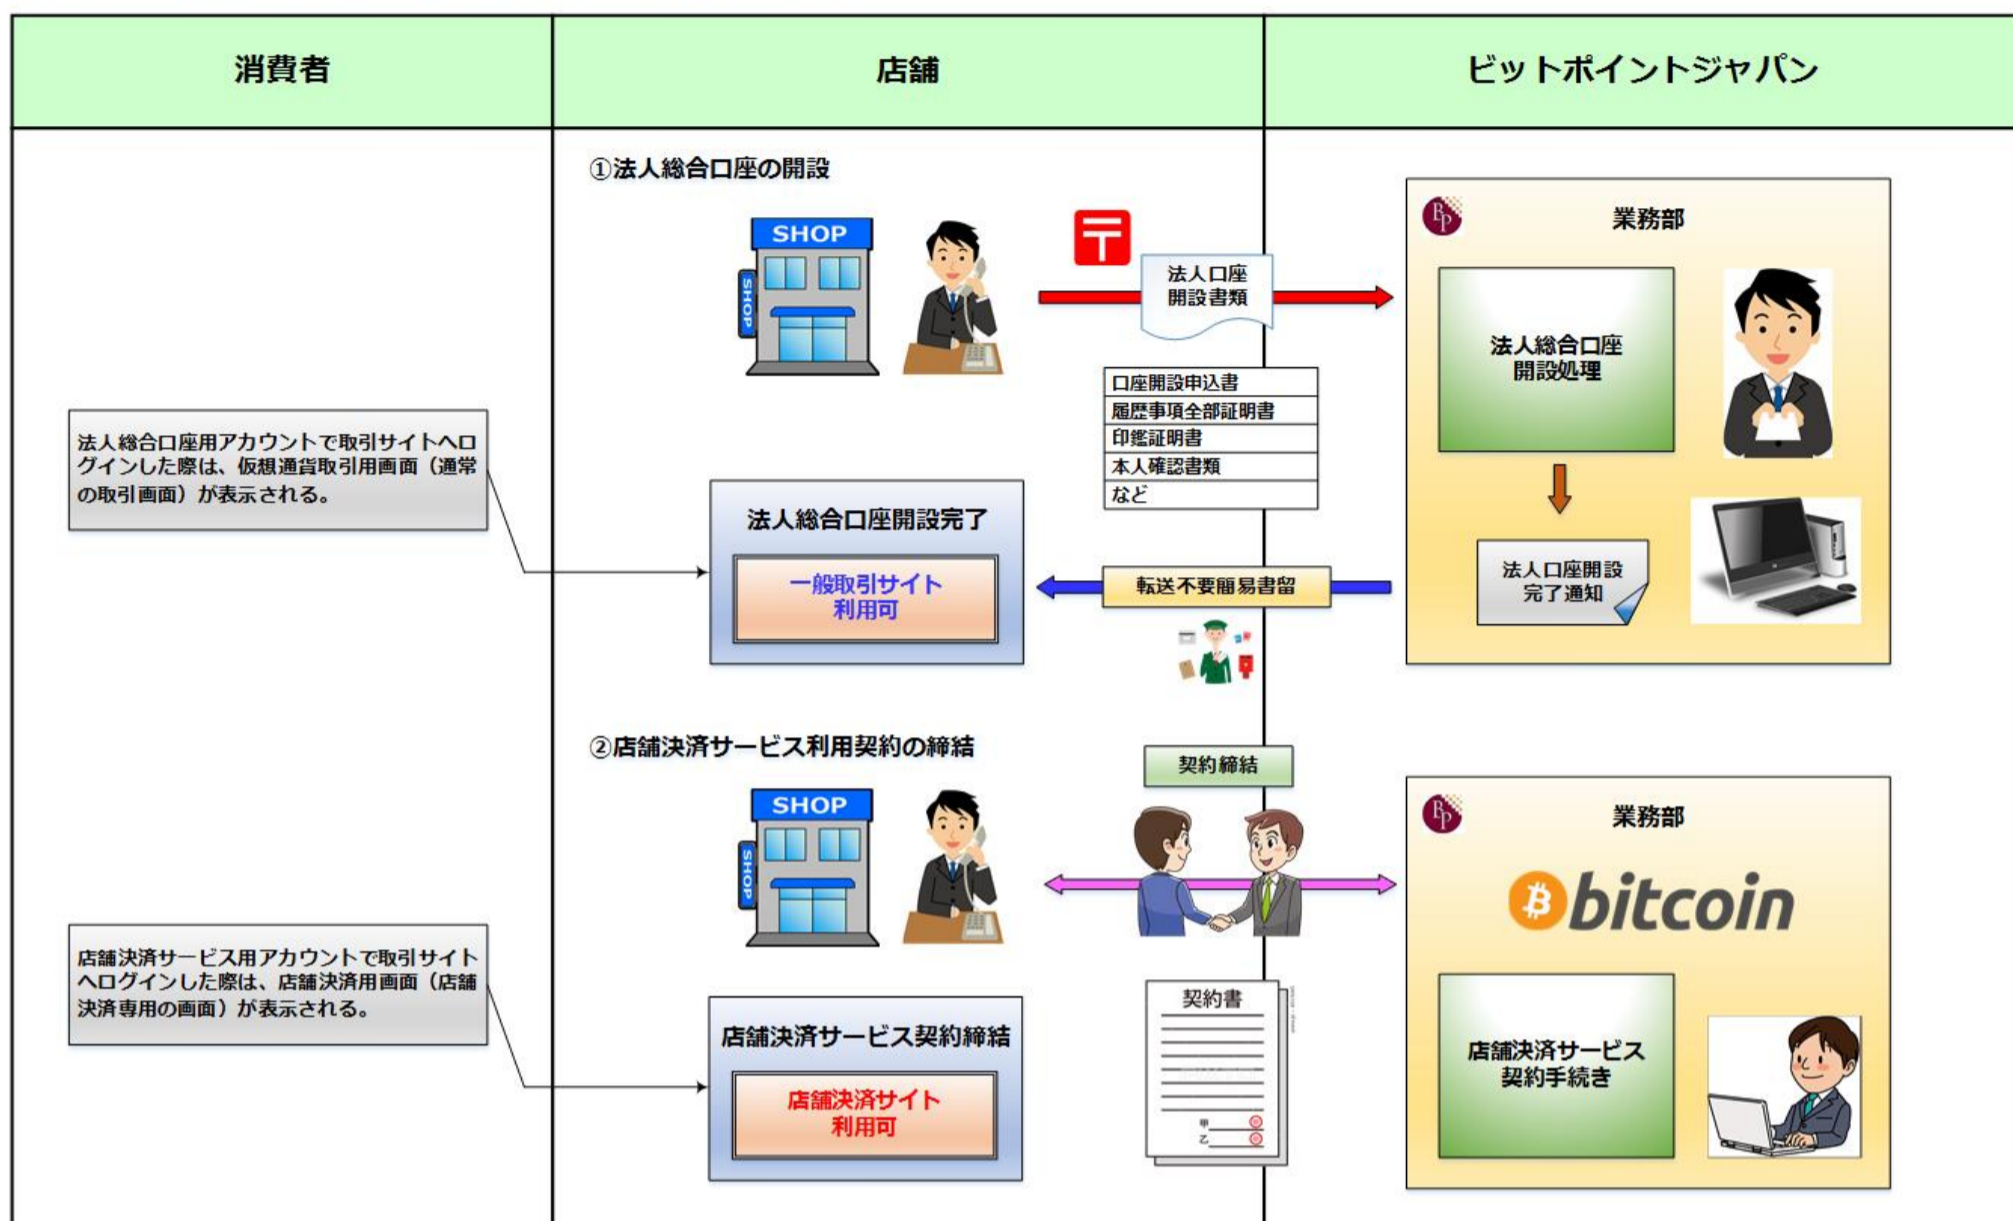 消費者
店舗
ビットポイントジャパン
①法人総合口座の開設
SHOP
SHOP
法人口座
開設書類
口座開設申込書
履歴事項全部証明書
印鑑証明書
本人確認書類
など
業務部
法人総合口座
開設処理
法人口座開設
完了通知
転送不要簡易書留
法人総合口座用アカウントで取引サイトへロ
グインした際は、仮想通貨取引用画面（通常
の取引画面）が表示される。
法人総合口座開設完了
一般取引サイト
利用可
②店舗決済サービス利用契約の締結
SHOP
SHOP
契約締結
業務部
bitcoin
店舗決済サービス
契約手続き
契約書
甲
乙
店舗決済サービス用アカウントで取引サイト
へログインした際は、店舗決済用画面（店舗
決済専用の画面）が表示される。
店舗決済サービス契約締結
店舗決済サイト
利用可